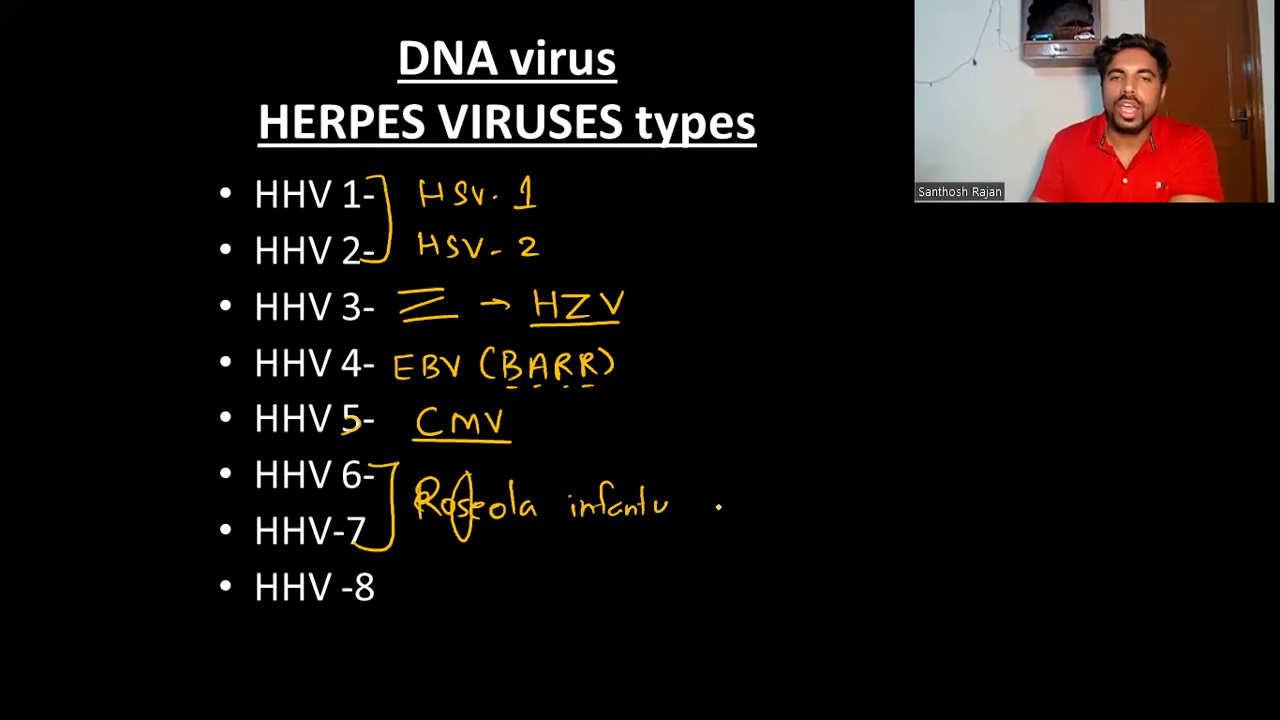 DNA virus
HERPES VIRUSES types
• HHV 1- HSV-1
• HHV 2- HSV-2
• HHV 3- → HZV
• HHV 4- EBV (BARR)
• HHV 5- CMV
• HHV 6-
Roseola infantu
• HHV-7
• HHV -8
Santhosh Rajan